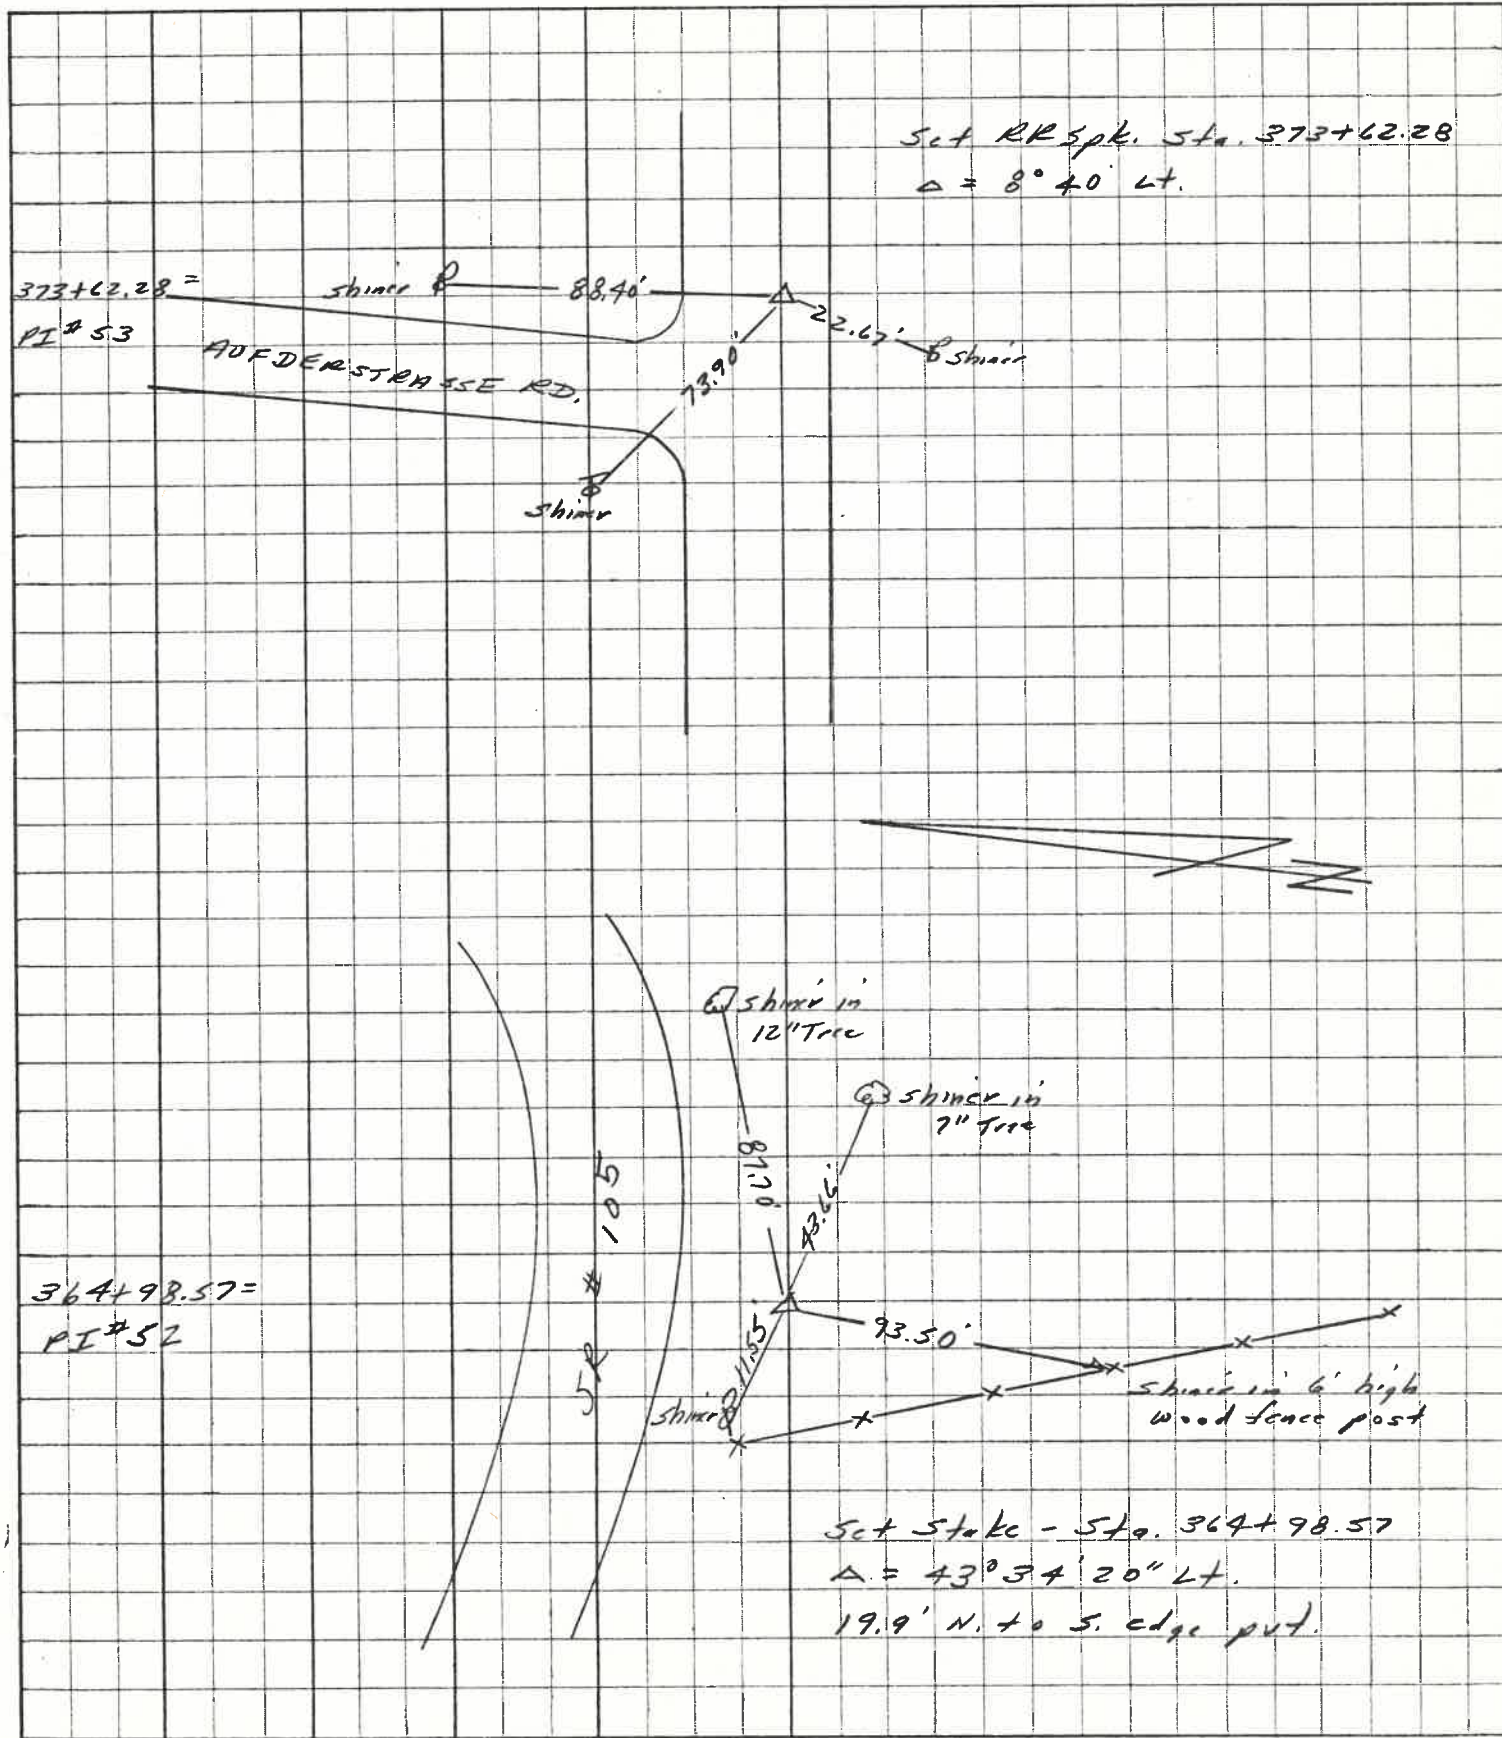 Set RR Spk. Sta. 373+62.28
Δ = 8° 40' Lt.
373+62.28 =
PI # 53
shiner
88.40'
22.67'
shiner
73.90'
AUFDERSTRASSE RD.
shiner
N
shiner in
12" Tree
shiner in
7" Tree
87.70'
43.66'
SR # 105
364+98.57=
PI # 52
93.50'
11.55'
shiner
shiner in 6' high
wood fence post
Set Stake - Sta. 364+98.57
Δ = 43° 34' 20" Lt.
19.9' N. to S. edge pvt.